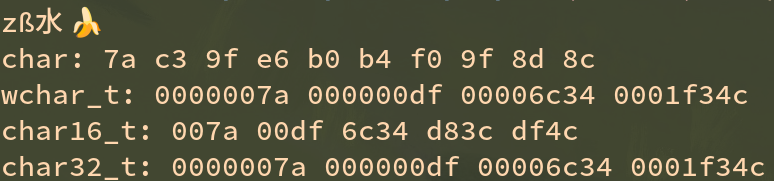 zß水🍌
char: 7a c3 9f e6 b0 b4 f0 9f 8d 8c
wchar_t: 0000007a 000000df 00006c34 0001f34c
char16_t: 007a 00df 6c34 d83c df4c
char32_t: 0000007a 000000df 00006c34 0001f34c